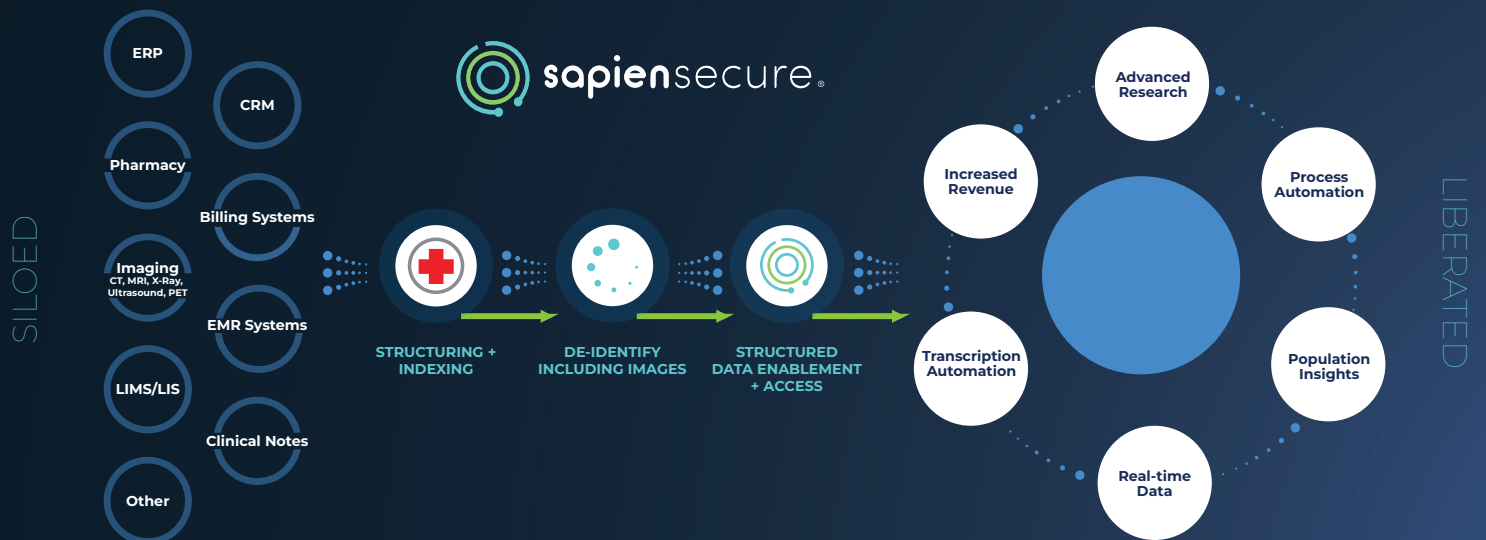 sapiensecure®
SILOED
ERP
CRM
Pharmacy
Billing Systems
Imaging
CT, MRI, X-Ray,
Ultrasound, PET
EMR Systems
LIMS/LIS
Clinical Notes
Other
STRUCTURING +
INDEXING
DE-IDENTIFY
INCLUDING IMAGES
STRUCTURED
DATA ENABLEMENT
+ ACCESS
Advanced
Research
Process
Automation
Population
Insights
Real-time
Data
Transcription
Automation
Increased
Revenue
LIBERATED